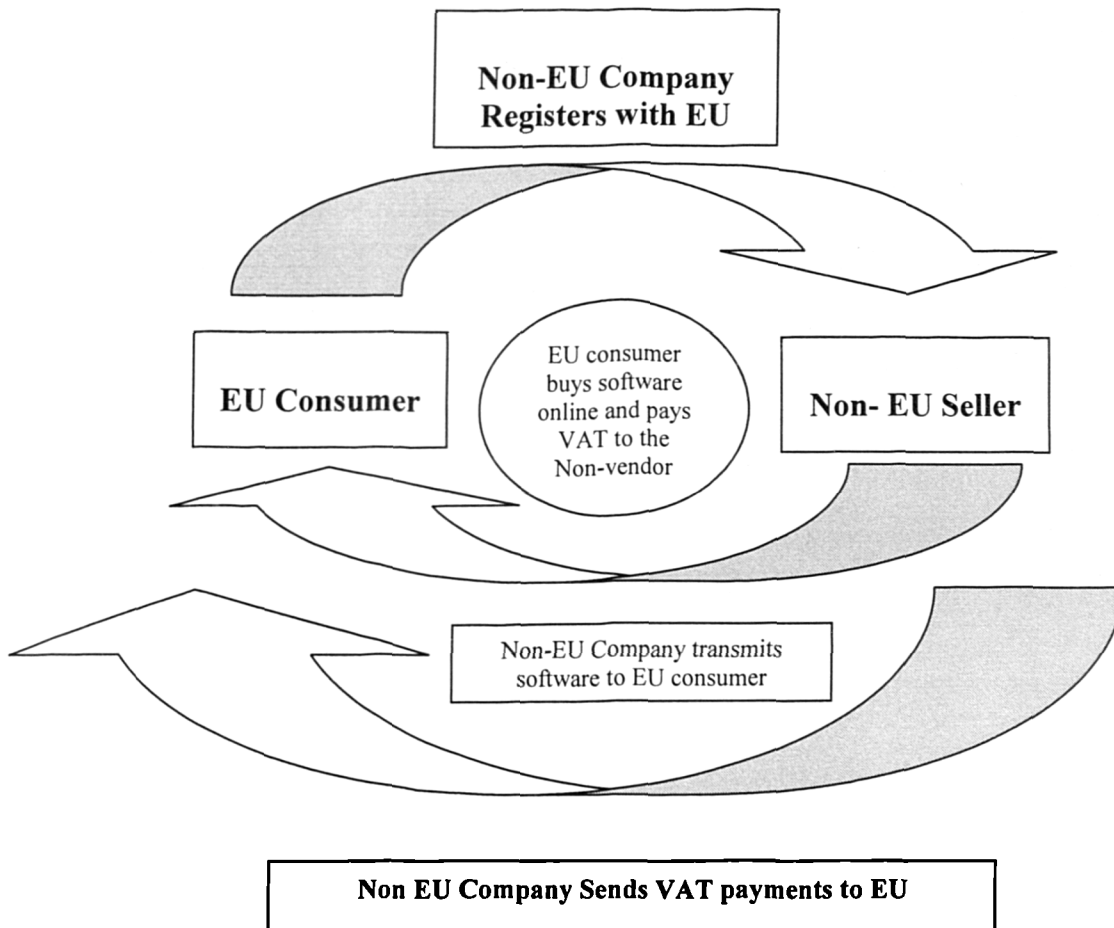 Non-EU Company
Registers with EU
EU consumer
buys software
online and pays
VAT to the
Non-vendor
EU Consumer
Non- EU Seller
Non-EU Company transmits
software to EU consumer
Non EU Company Sends VAT payments to EU